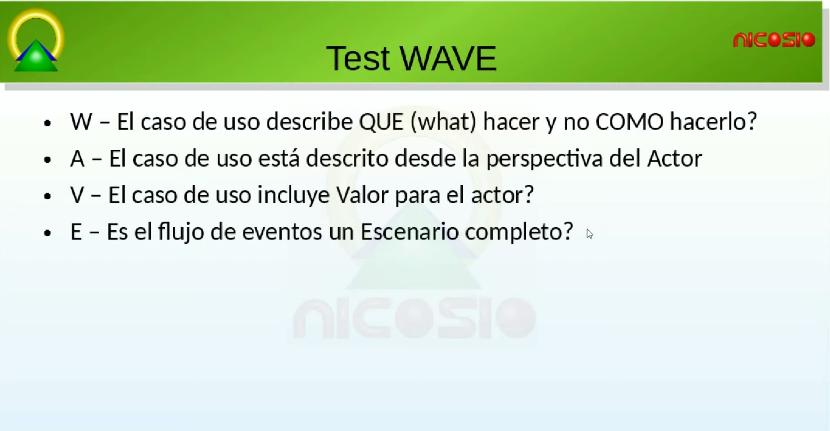 Test WAVE
NICOSIO
• W – El caso de uso describe QUE (what) hacer y no COMO hacerlo?
• A – El caso de uso está descrito desde la perspectiva del Actor
• V – El caso de uso incluye Valor para el actor?
• E – Es el flujo de eventos un Escenario completo?
NICOSIO